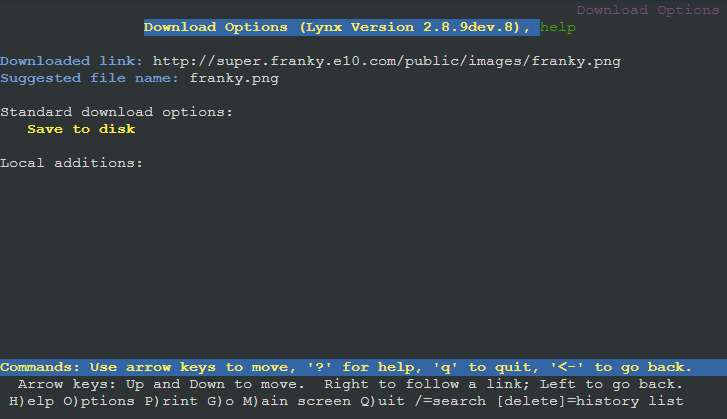 Download Options
Download Options (Lynx Version 2.8.9dev.8), help
Downloaded link: http://super.franky.e10.com/public/images/franky.png
Suggested file name: franky.png
Standard download options:
Save to disk
Local additions:
Commands: Use arrow keys to move, '?' for help, 'q' to quit, '<-' to go back.
Arrow keys: Up and Down to move.  Right to follow a link; Left to go back.
H)elp O)ptions P)rint G)o M)ain screen Q)uit /=search [delete]=history list